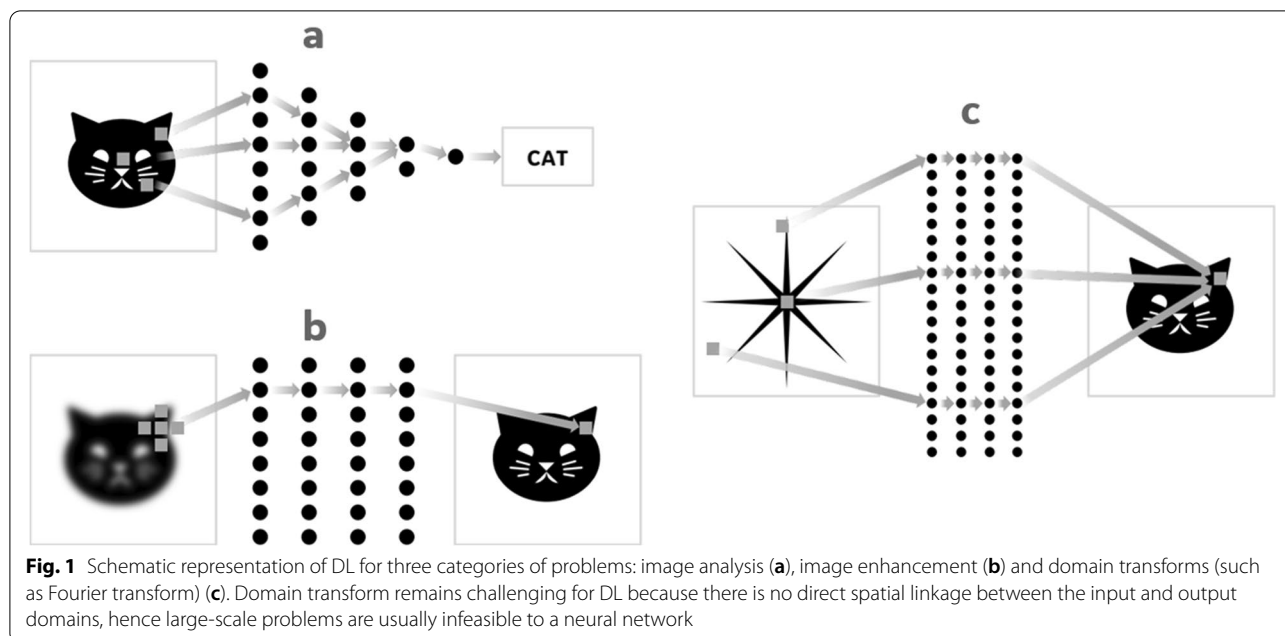 a
CAT
b
c
Fig. 1 Schematic representation of DL for three categories of problems: image analysis (a), image enhancement (b) and domain transforms (such
as Fourier transform) (c). Domain transform remains challenging for DL because there is no direct spatial linkage between the input and output
domains, hence large-scale problems are usually infeasible to a neural network